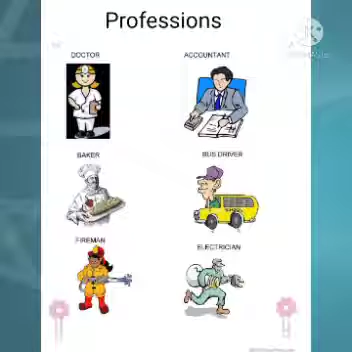 Professions
DOCTOR
ACCOUNTANT
BAKER
BUS DRIVER
FIREMAN
ELECTRICIAN